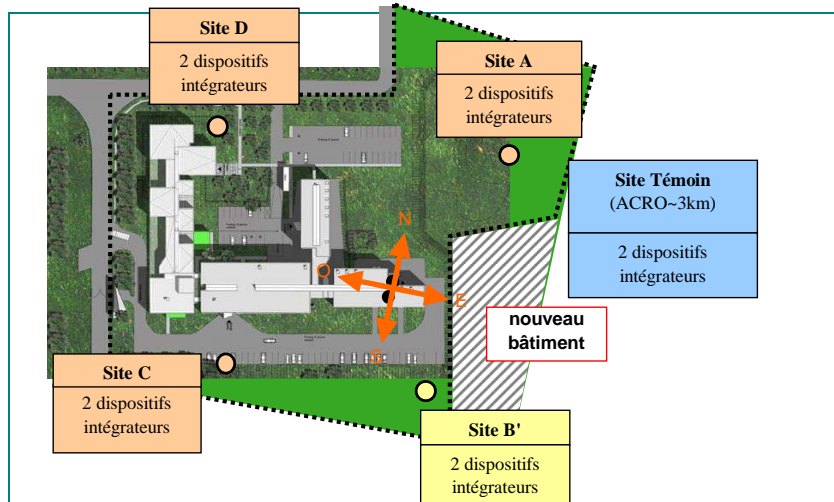 Site D
2 dispositifs
intégrateurs
Site A
2 dispositifs
intégrateurs
Site Témoin
(ACRO~3km)
2 dispositifs
intégrateurs
N
O
E
S
nouveau
bâtiment
Site C
2 dispositifs
intégrateurs
Site B'
2 dispositifs
intégrateurs